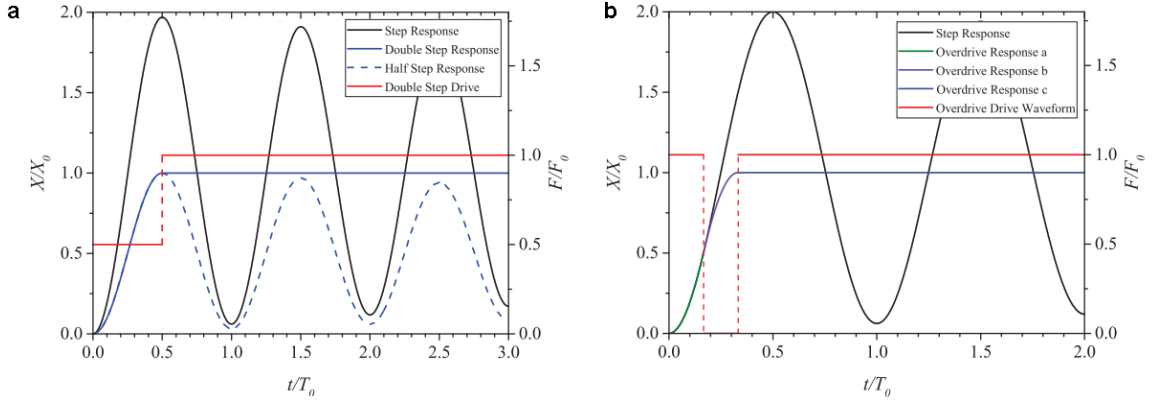 a
Step Response
Double Step Response
Half Step Response
Double Step Drive
2.0
1.5
1.0
0.5
0.0
X/X0
1.0
0.5
0.0
F/F0
0.0 0.5 1.0 1.5 2.0 2.5 3.0
t/T0
b
Step Response
Overdrive Response a
Overdrive Response b
Overdrive Response c
Overdrive Drive Waveform
2.0
1.5
1.0
0.5
0.0
X/X0
1.0
0.5
0.0
F/F0
0.0 0.5 1.0 1.5 2.0
t/T0